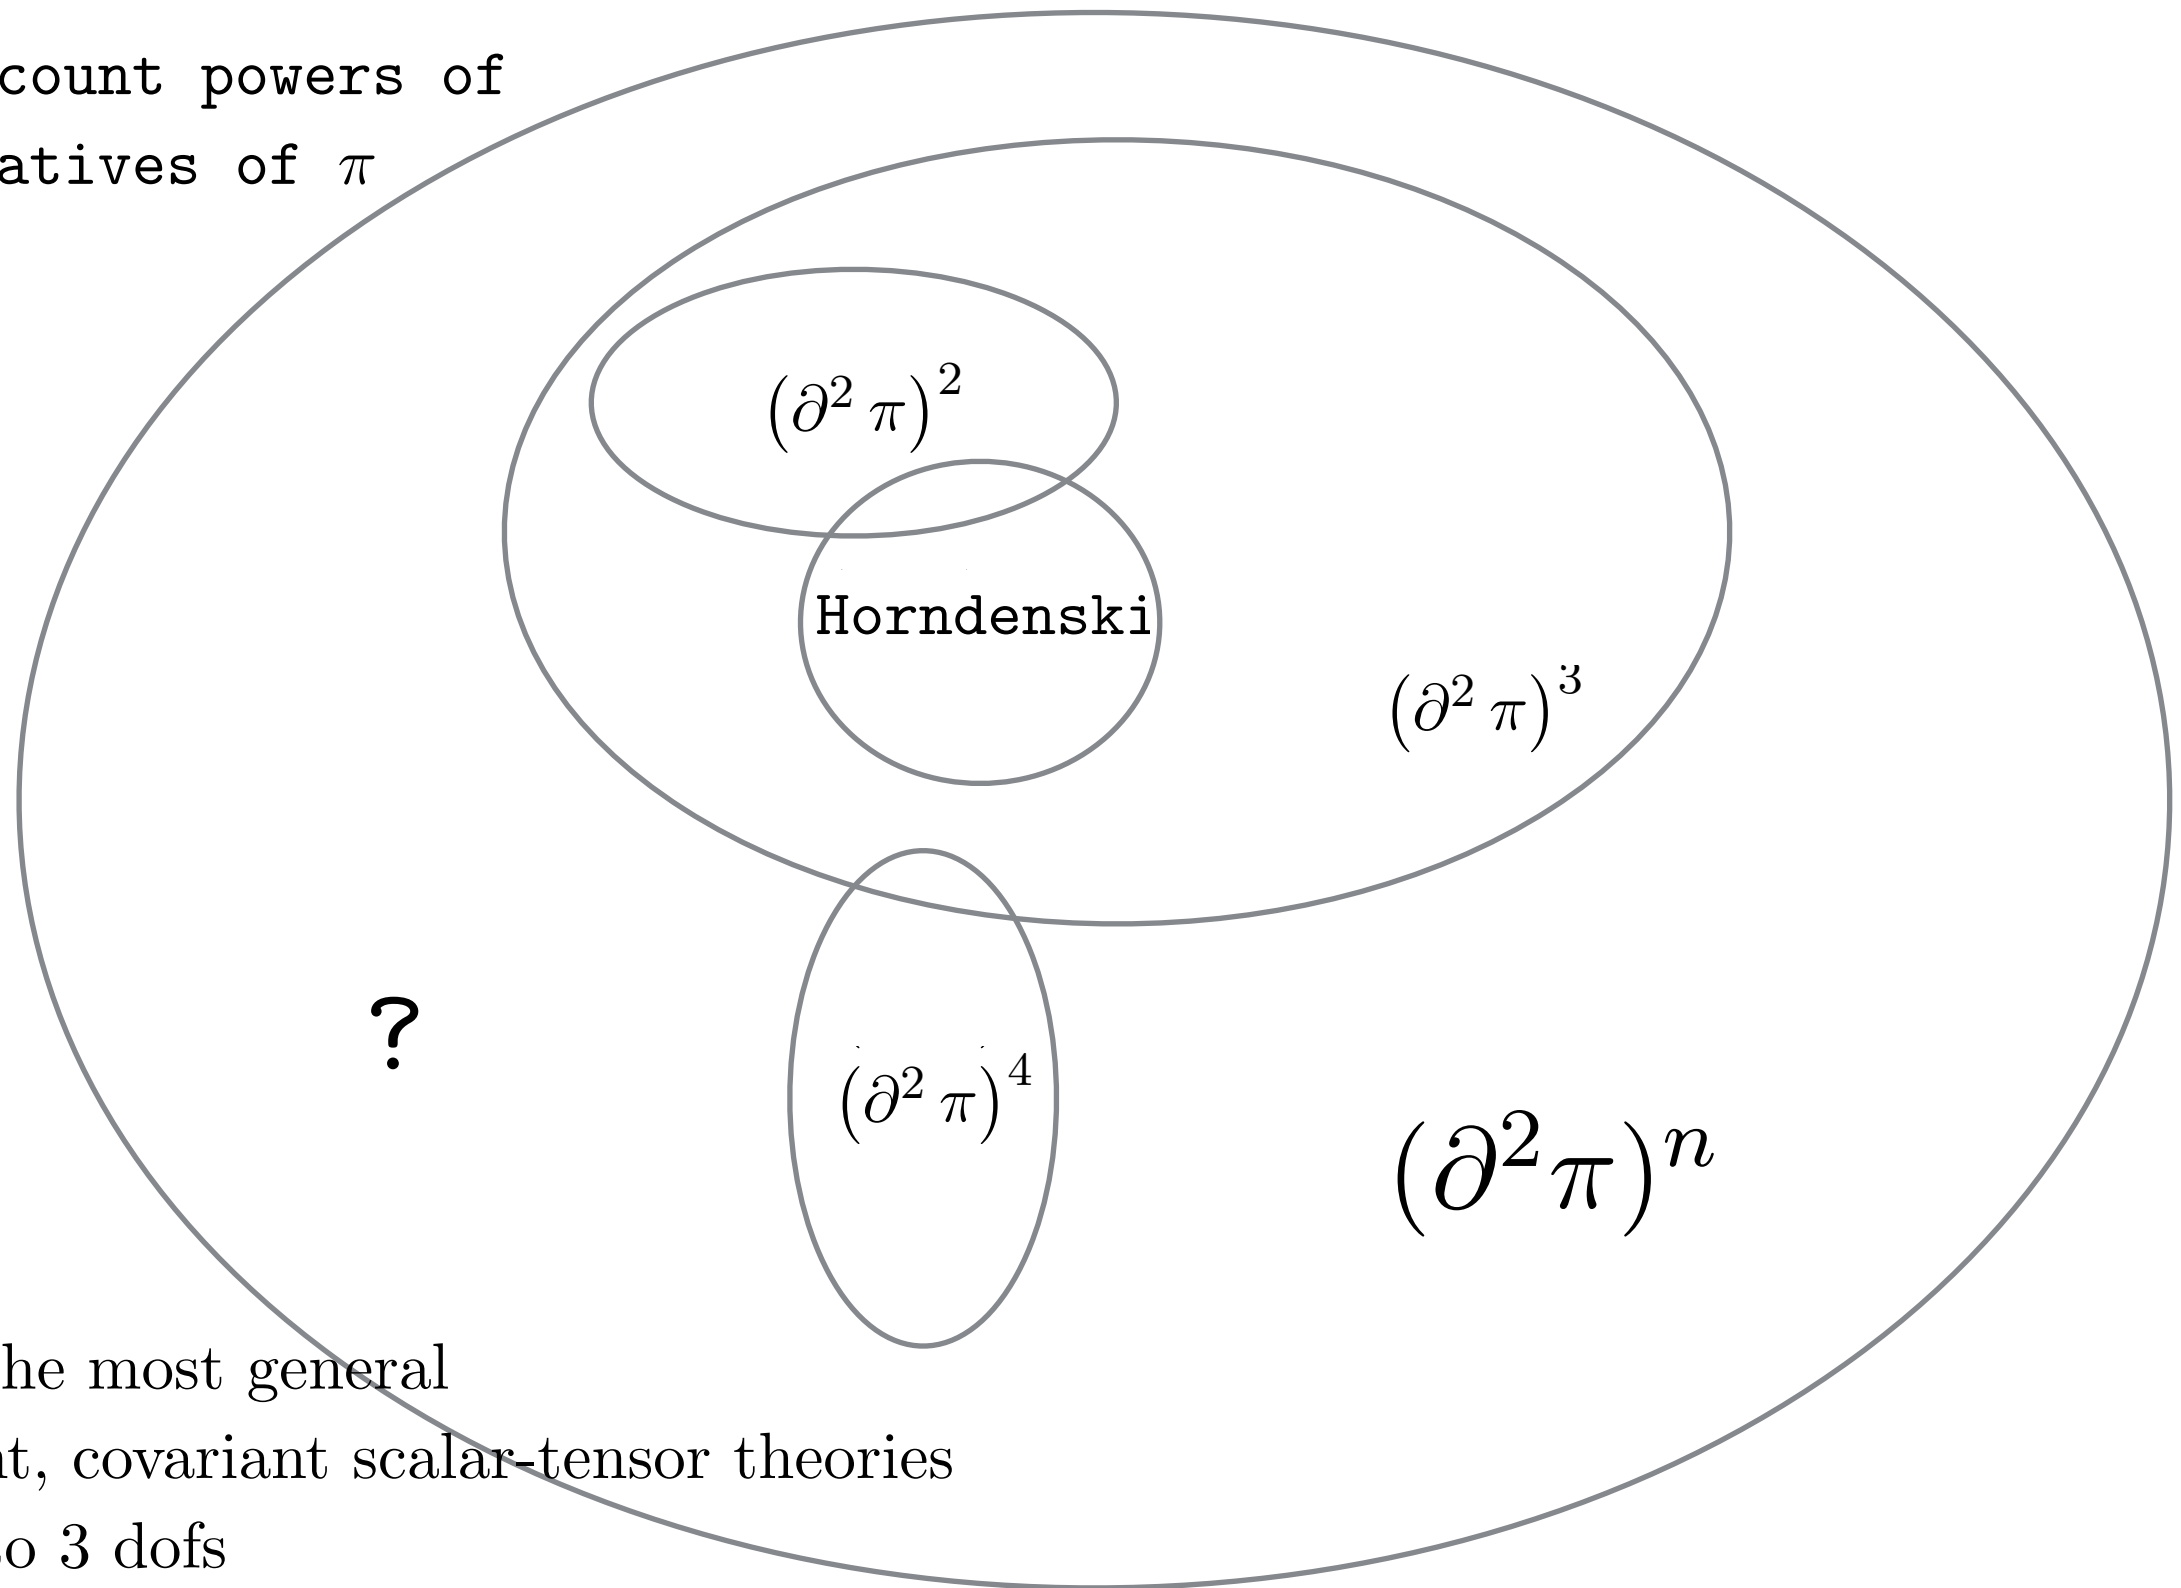 count powers of
atives of π
(∂² π)²
Horndenski
(∂² π)³
?
(∂² π)⁴
(∂²π)ⁿ
he most general
t, covariant scalar-tensor theories
o 3 dofs